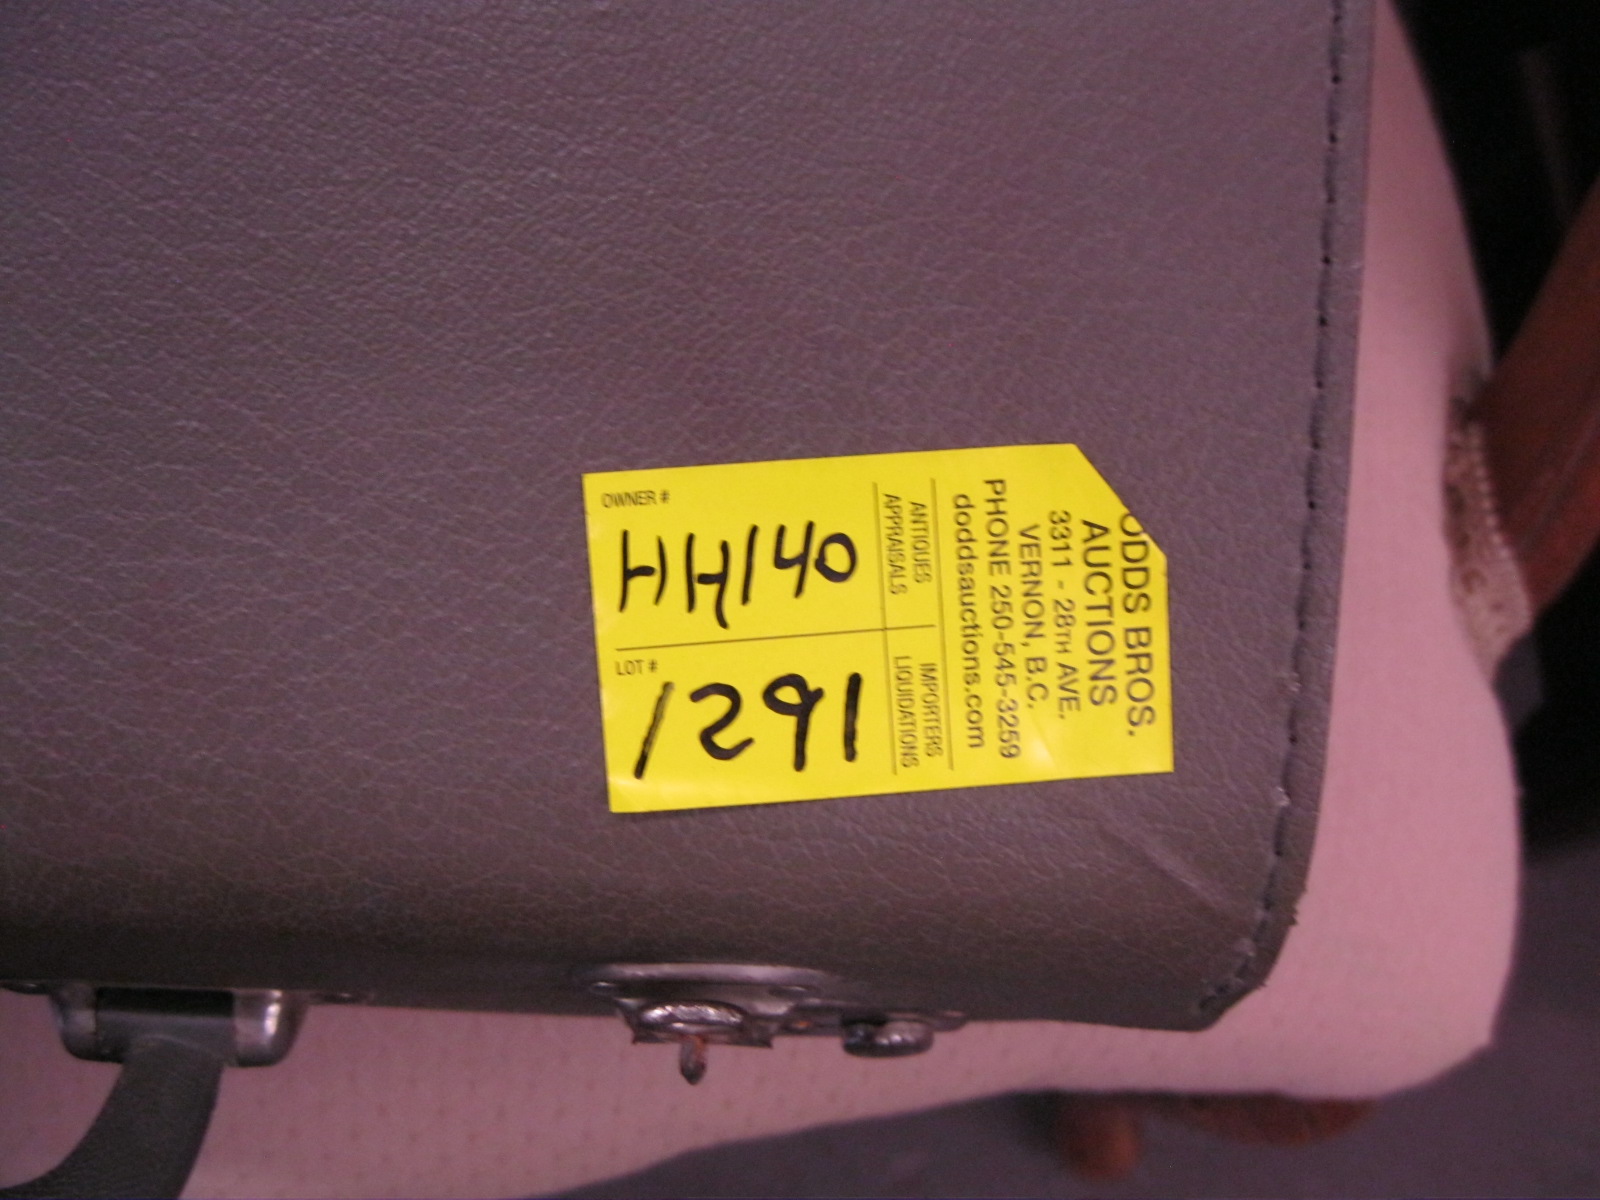 ODDS BROS.
AUCTIONS
3311 - 28TH AVE.
VERNON, B.C.
PHONE 250-545-3259
doddsauctions.com
ANTIQUES
APPRAISALS
IMPORTERS
LIQUIDATIONS
OWNER #
HH140
LOT #
1291